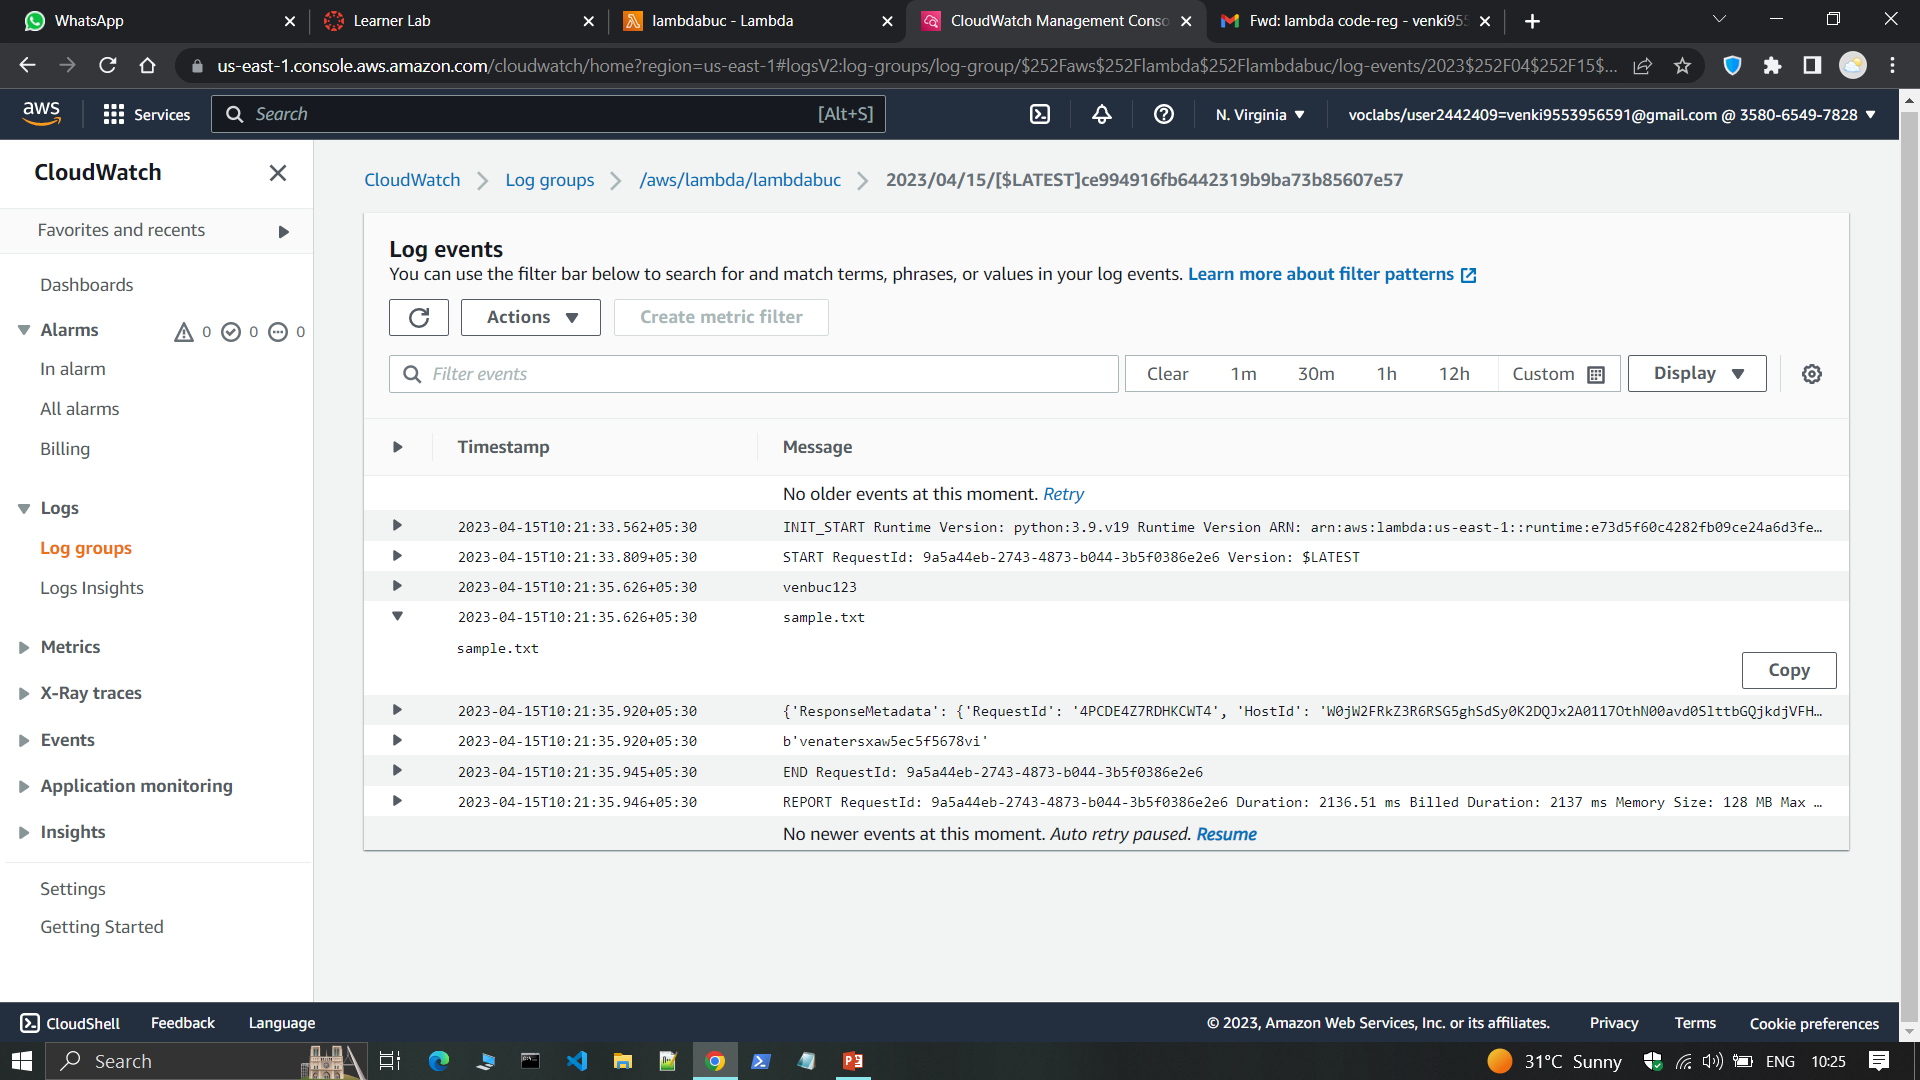 WhatsApp
Learner Lab
lambdabuc - Lambda
CloudWatch Management Conso
Fwd: lambda code-reg - venki955
us-east-1.console.aws.amazon.com/cloudwatch/home?region=us-east-1#logsV2:log-groups/log-group/$252Faws$252Flambda$252Flambdabuc/log-events/2023$252F04$252F15$...
aws
Services
Search
[Alt+S]
N. Virginia
voclabs/user2442409=venki9553956591@gmail.com @ 3580-6549-7828
CloudWatch
Favorites and recents
Dashboards
Alarms 0 0 0
In alarm
All alarms
Billing
Logs
Log groups
Logs Insights
Metrics
X-Ray traces
Events
Application monitoring
Insights
Settings
Getting Started
CloudWatch
Log groups
/aws/lambda/lambdabuc
2023/04/15/[$LATEST]ce994916fb6442319b9ba73b85607e57
Log events
You can use the filter bar below to search for and match terms, phrases, or values in your log events. Learn more about filter patterns
Actions
Create metric filter
Filter events
Clear 1m 30m 1h 12h Custom
Display
Timestamp Message
No older events at this moment. Retry
2023-04-15T10:21:33.562+05:30 INIT_START Runtime Version: python:3.9.v19 Runtime Version ARN: arn:aws:lambda:us-east-1::runtime:e73d5f60c4282fb09ce24a6d3fe…
2023-04-15T10:21:33.809+05:30 START RequestId: 9a5a44eb-2743-4873-b044-3b5f0386e2e6 Version: $LATEST
2023-04-15T10:21:35.626+05:30 venbuc123
2023-04-15T10:21:35.626+05:30 sample.txt
sample.txt
Copy
2023-04-15T10:21:35.920+05:30 {'ResponseMetadata': {'RequestId': '4PCDE4Z7RDHKCWT4', 'HostId': 'W0jW2FRkZ3R6RSG5ghSdSy0K2DQJx2A0117OthN00avd0SlttbGQjkdjVFH…
2023-04-15T10:21:35.920+05:30 b'venatersxaw5ec5f5678vi'
2023-04-15T10:21:35.945+05:30 END RequestId: 9a5a44eb-2743-4873-b044-3b5f0386e2e6
2023-04-15T10:21:35.946+05:30 REPORT RequestId: 9a5a44eb-2743-4873-b044-3b5f0386e2e6 Duration: 2136.51 ms Billed Duration: 2137 ms Memory Size: 128 MB Max …
No newer events at this moment. Auto retry paused. Resume
CloudShell
Feedback
Language
© 2023, Amazon Web Services, Inc. or its affiliates.
Privacy
Terms
Cookie preferences
Search
31°C Sunny
ENG
10:25